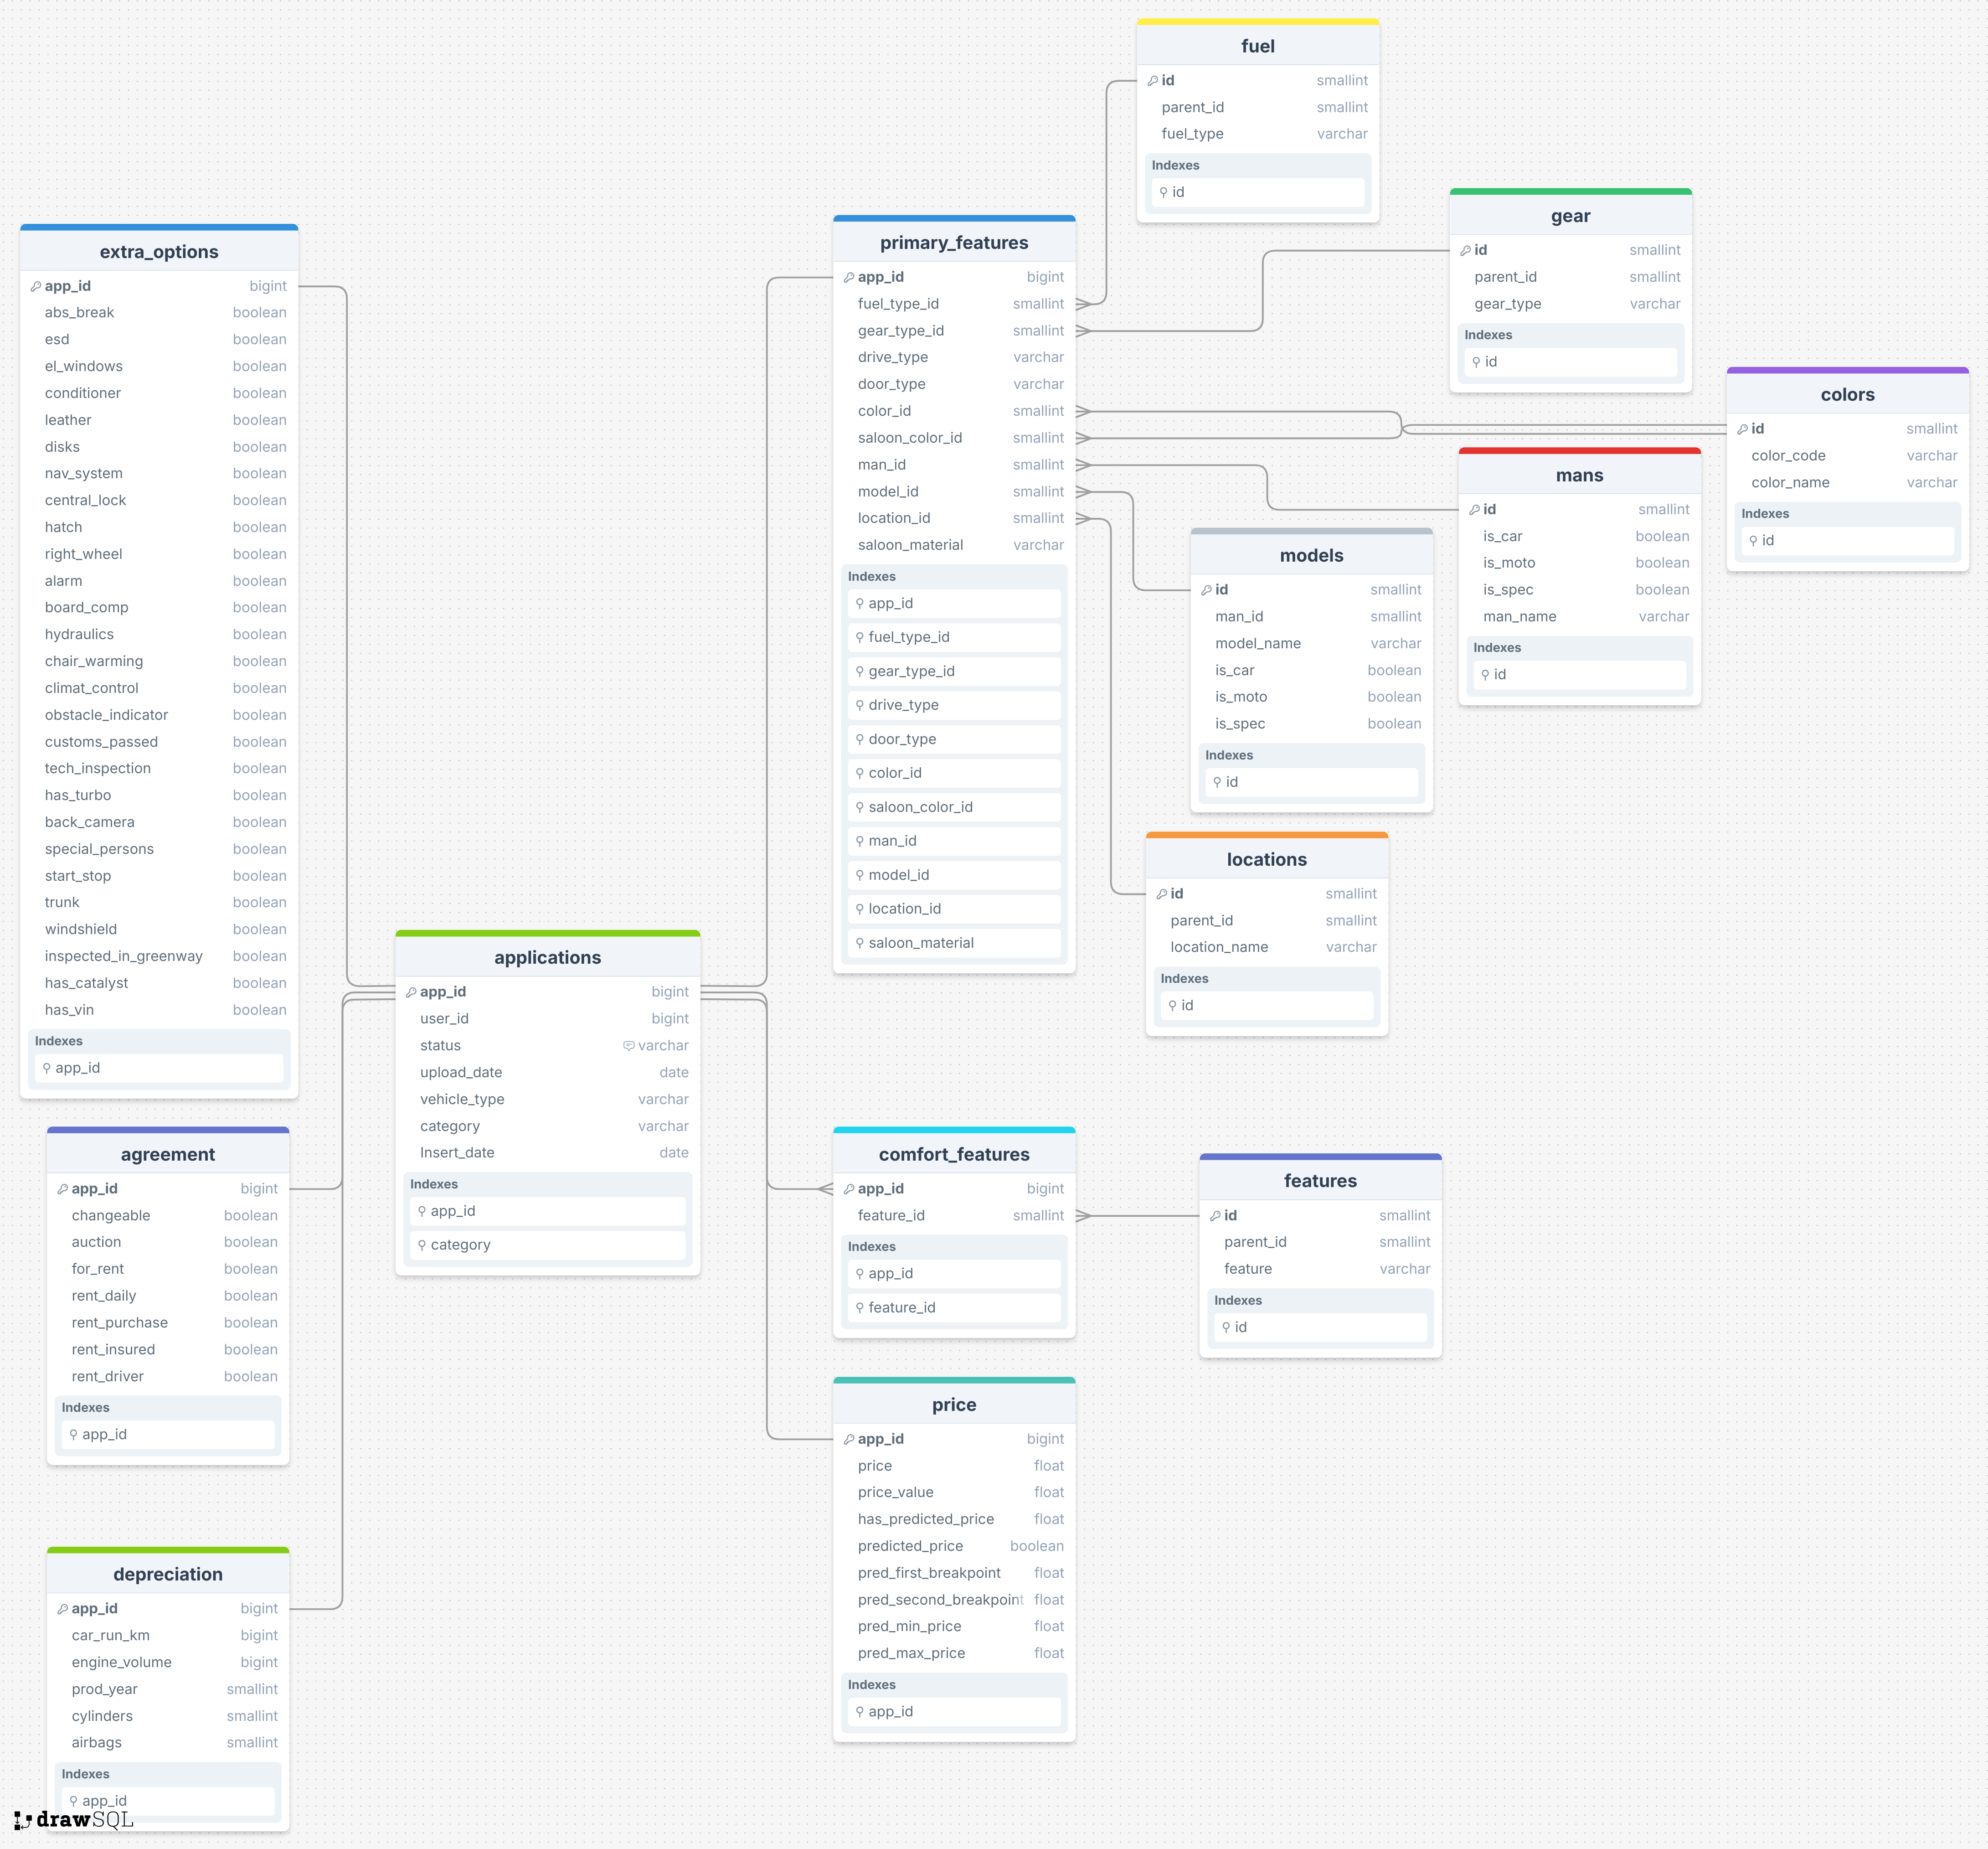 fuel
id smallint
parent_id smallint
fuel_type varchar
Indexes
id
gear
id smallint
parent_id smallint
gear_type varchar
Indexes
id
extra_options
app_id bigint
abs_break boolean
esd boolean
el_windows boolean
conditioner boolean
leather boolean
disks boolean
nav_system boolean
central_lock boolean
hatch boolean
right_wheel boolean
alarm boolean
board_comp boolean
hydraulics boolean
chair_warming boolean
climat_control boolean
obstacle_indicator boolean
customs_passed boolean
tech_inspection boolean
has_turbo boolean
back_camera boolean
special_persons boolean
start_stop boolean
trunk boolean
windshield boolean
inspected_in_greenway boolean
has_catalyst boolean
has_vin boolean
Indexes
app_id
primary_features
app_id bigint
fuel_type_id smallint
gear_type_id smallint
drive_type varchar
door_type varchar
color_id smallint
saloon_color_id smallint
man_id smallint
model_id smallint
location_id smallint
saloon_material varchar
Indexes
app_id
fuel_type_id
gear_type_id
drive_type
door_type
color_id
saloon_color_id
man_id
model_id
location_id
saloon_material
colors
id smallint
color_code varchar
color_name varchar
Indexes
id
mans
id smallint
is_car boolean
is_moto boolean
is_spec boolean
man_name varchar
Indexes
id
models
id smallint
man_id smallint
model_name varchar
is_car boolean
is_moto boolean
is_spec boolean
Indexes
id
locations
id smallint
parent_id smallint
location_name varchar
Indexes
id
applications
app_id bigint
user_id bigint
status varchar
upload_date date
vehicle_type varchar
category varchar
Insert_date date
Indexes
app_id
category
agreement
app_id bigint
changeable boolean
auction boolean
for_rent boolean
rent_daily boolean
rent_purchase boolean
rent_insured boolean
rent_driver boolean
Indexes
app_id
comfort_features
app_id bigint
feature_id smallint
Indexes
app_id
feature_id
features
id smallint
parent_id smallint
feature varchar
Indexes
id
price
app_id bigint
price float
price_value float
has_predicted_price float
predicted_price boolean
pred_first_breakpoint float
pred_second_breakpoint float
pred_min_price float
pred_max_price float
Indexes
app_id
depreciation
app_id bigint
car_run_km bigint
engine_volume bigint
prod_year smallint
cylinders smallint
airbags smallint
Indexes
app_id
drawSQL